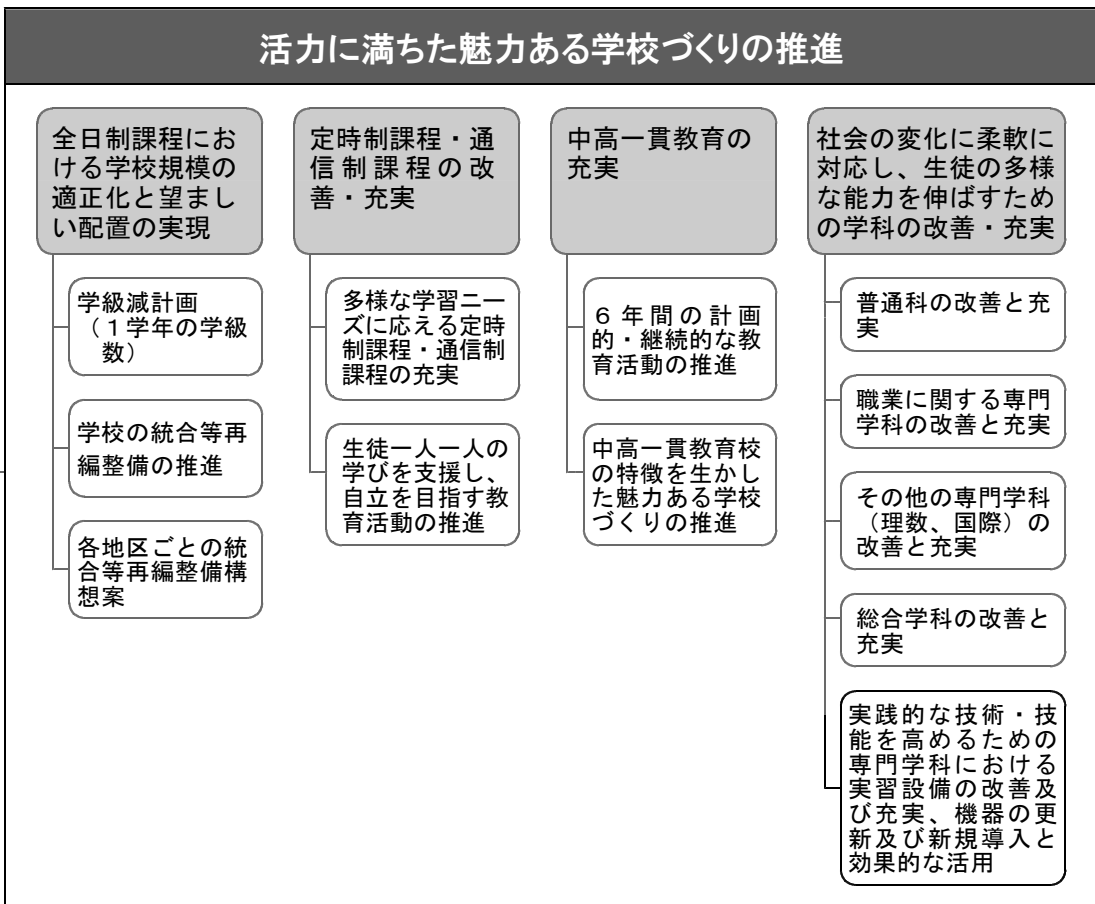 活力に満ちた魅力ある学校づくりの推進
全日制課程にお
ける学校規模の
適正化と望まし
い配置の実現
学級減計画
（１学年の学級
数）
学校の統合等再
編整備の推進
各地区ごとの統
合等再編整備構
想案
定時制課程・通
信制課程の改
善・充実
多様な学習ニー
ズに応える定時
制課程・通信制
課程の充実
生徒一人一人の
学びを支援し、
自立を目指す教
育活動の推進
中高一貫教育の
充実
６年間の計画
的・継続的な教
育活動の推進
中高一貫教育校
の特徴を生かし
た魅力ある学校
づくりの推進
社会の変化に柔軟に
対応し、生徒の多様
な能力を伸ばすため
の学科の改善・充実
普通科の改善と充
実
職業に関する専門
学科の改善と充実
その他の専門学科
（理数、国際）の
改善と充実
総合学科の改善と
充実
実践的な技術・技
能を高めるための
専門学科における
実習設備の改善及
び充実、機器の更
新及び新規導入と
効果的な活用